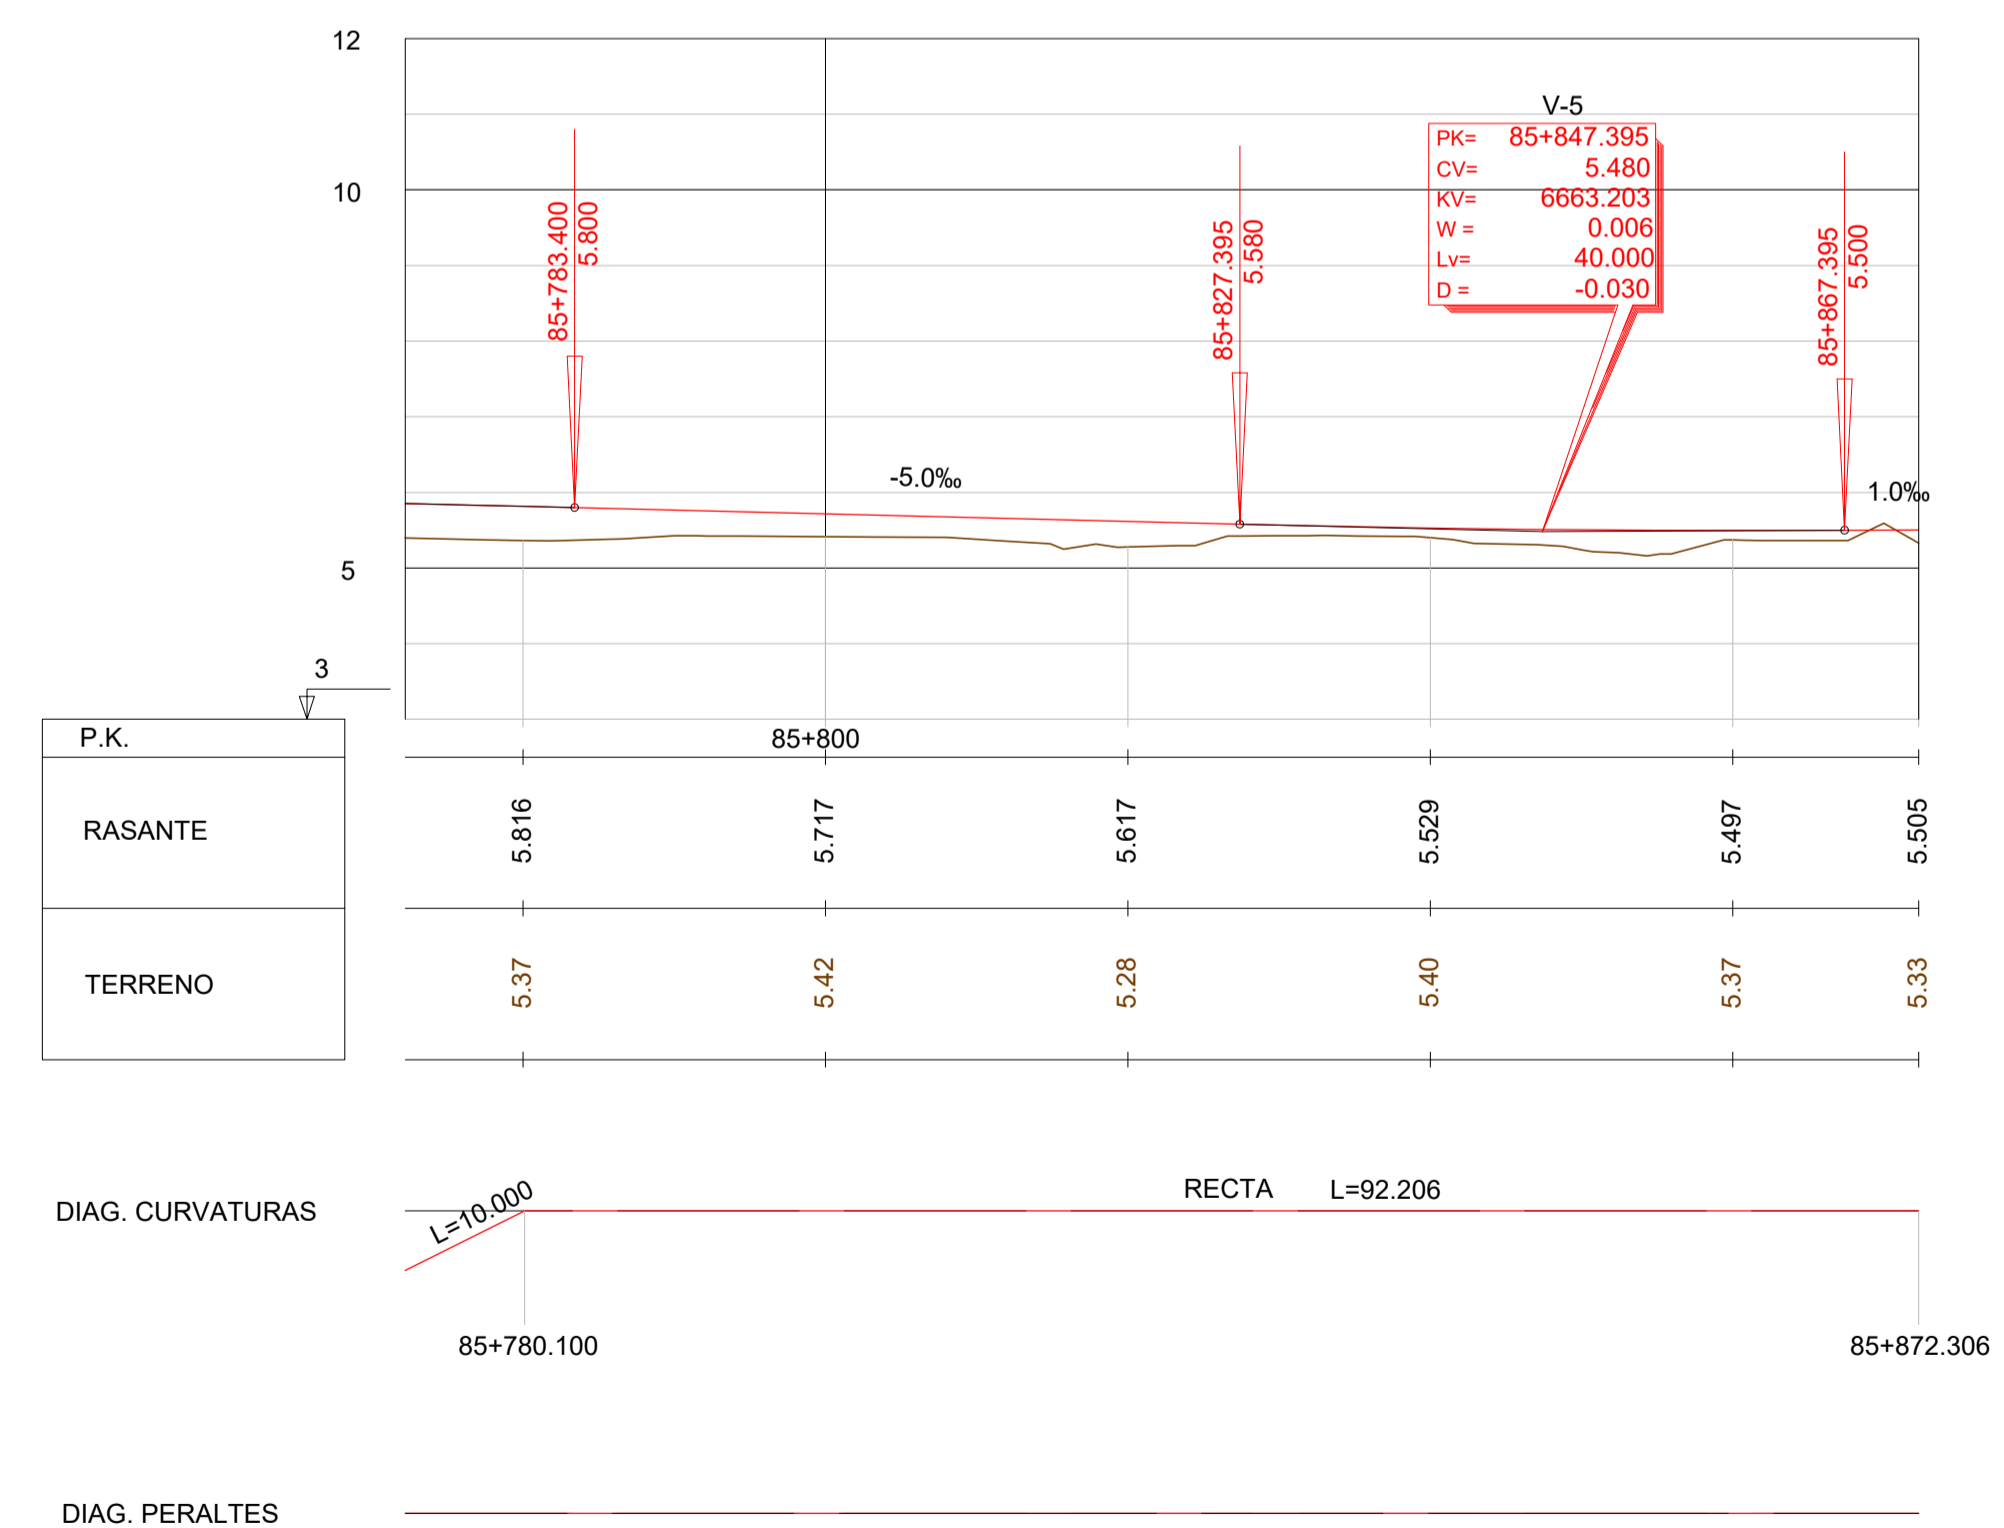 12
10
5
3
V-5
PK= 85+847.395
CV= 5.480
KV= 6663.203
W = 0.006
Lv= 40.000
D = -0.030
85+783.400
5.800
85+827.395
5.580
85+867.395
5.500
-5.0‰
1.0‰
P.K.
85+800
RASANTE
5.816
5.717
5.617
5.529
5.497
5.505
TERRENO
5.37
5.42
5.28
5.40
5.37
5.33
DIAG. CURVATURAS
L=10.000
RECTA L=92.206
85+780.100
85+872.306
DIAG. PERALTES